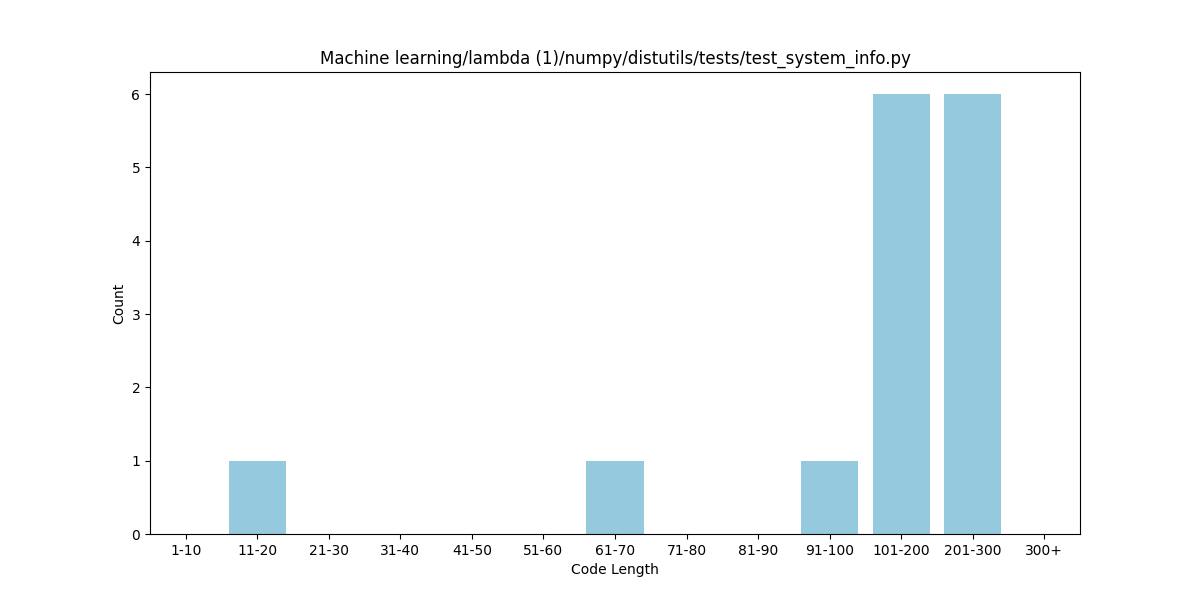 Machine learning/lambda (1)/numpy/distutils/tests/test_system_info.py
6
5
4
3
2
1
0
Count
1-10 11-20 21-30 31-40 41-50 51-60 61-70 71-80 81-90 91-100 101-200 201-300 300+
Code Length